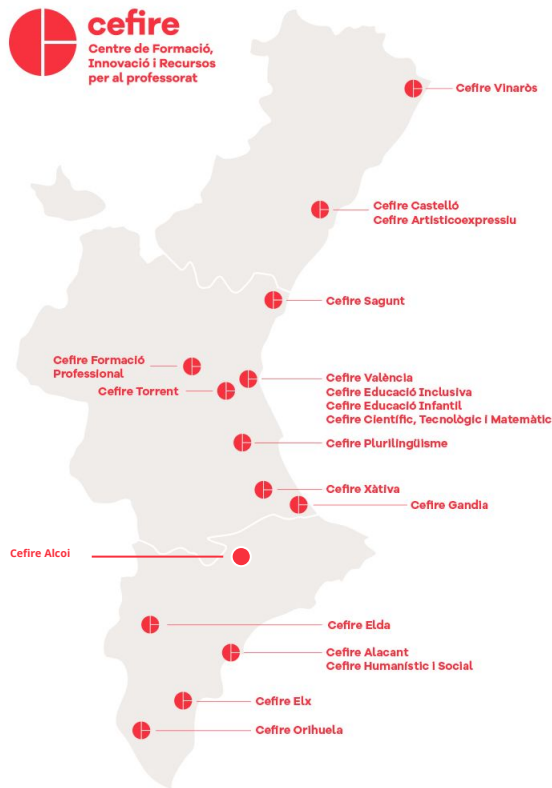 cefire
Centre de Formació,
Innovació i Recursos
per al professorat
Cefire Vinaròs
Cefire Castelló
Cefire Artisticoexpressiu
Cefire Sagunt
Cefire Formació
Professional
Cefire Torrent
Cefire València
Cefire Educació Inclusiva
Cefire Educació Infantil
Cefire Científic, Tecnològic i Matemàtic
Cefire Plurilingüisme
Cefire Xàtiva
Cefire Gandia
Cefire Alcoi
Cefire Elda
Cefire Alacant
Cefire Humanístic i Social
Cefire Elx
Cefire Orihuela